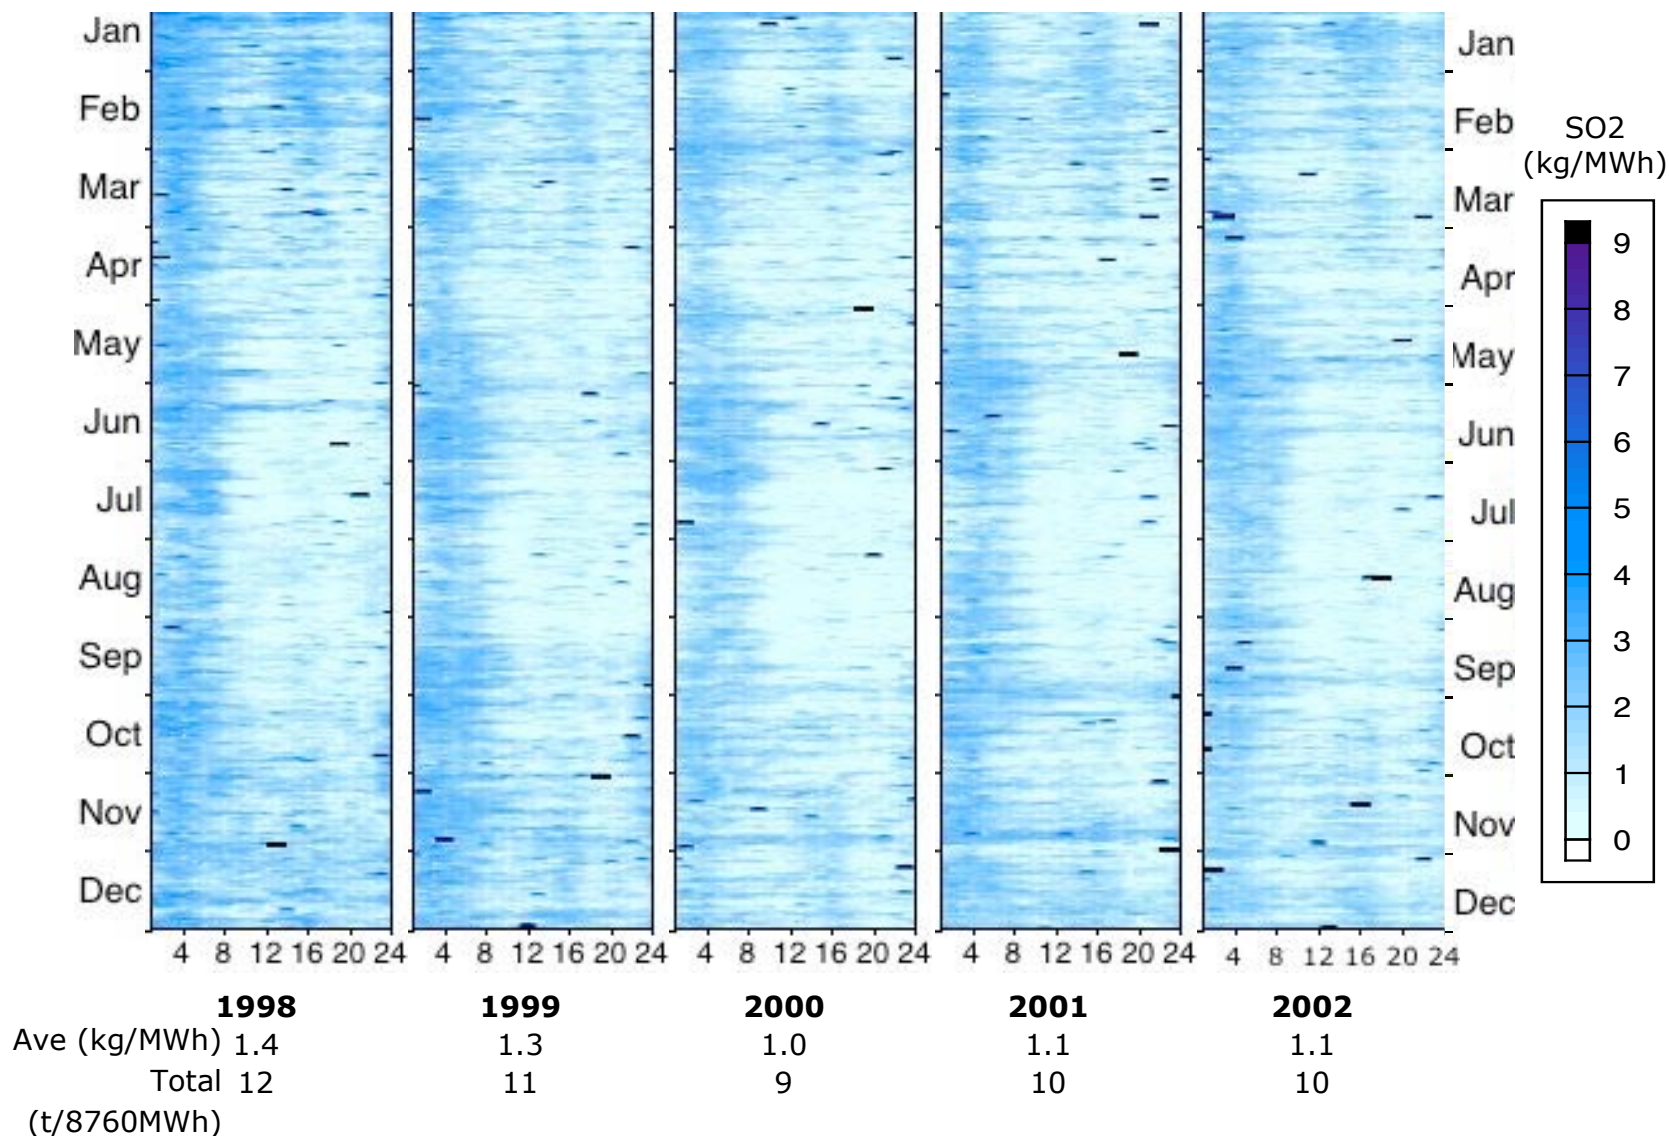 Jan
Feb
Mar
Apr
May
Jun
Jul
Aug
Sep
Oct
Nov
Dec
4 8 12 16 20 24
4 8 12 16 20 24
4 8 12 16 20 24
4 8 12 16 20 24
4 8 12 16 20 24
Jan
Feb
Mar
Apr
May
Jun
Jul
Aug
Sep
Oct
Nov
Dec
SO2
(kg/MWh)
9
8
7
6
5
4
3
2
1
0
1998 1999 2000 2001 2002
Ave (kg/MWh) 1.4 1.3 1.0 1.1 1.1
Total 12 11 9 10 10
(t/8760MWh)